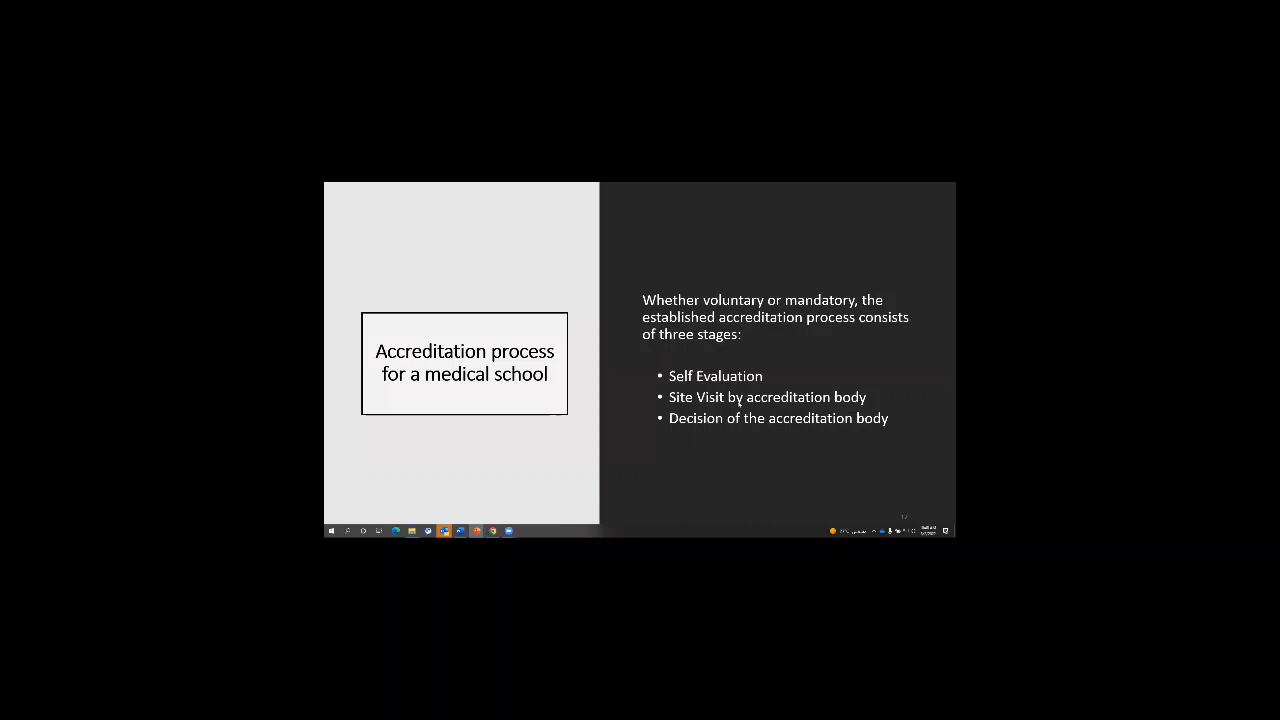 Accreditation process
for a medical school
Whether voluntary or mandatory, the
established accreditation process consists
of three stages:
• Self Evaluation
• Site Visit by accreditation body
• Decision of the accreditation body
17